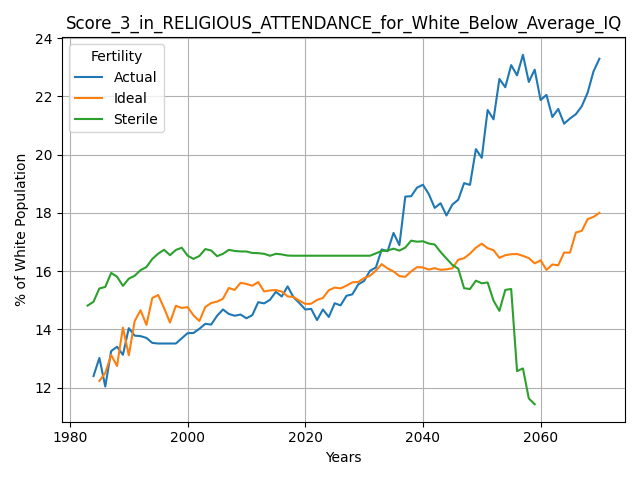 Score_3_in_RELIGIOUS_ATTENDANCE_for_White_Below_Average_IQ
24
22
20
18
16
14
12
% of White Population
Fertility
Actual
Ideal
Sterile
1980
2000
2020
2040
2060
Years